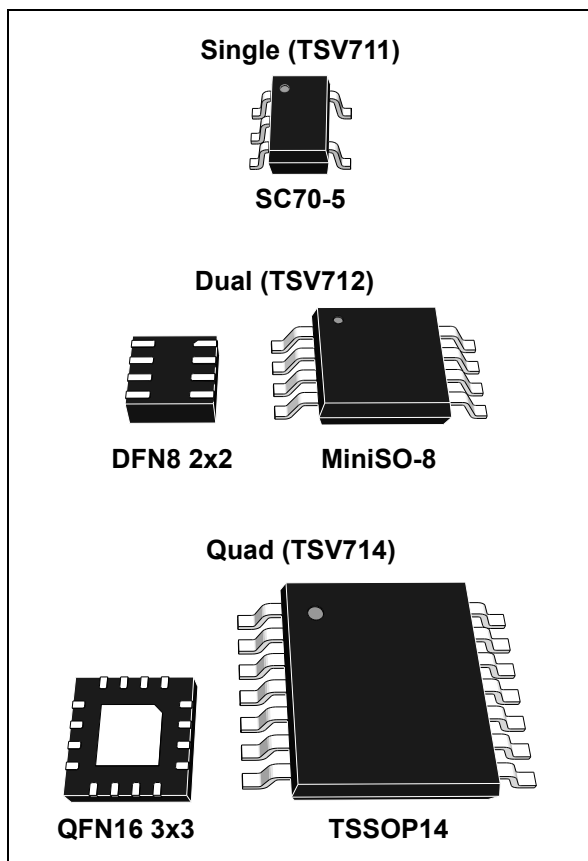 Single (TSV711)
SC70-5
Dual (TSV712)
DFN8 2x2 MiniSO-8
Quad (TSV714)
QFN16 3x3 TSSOP14